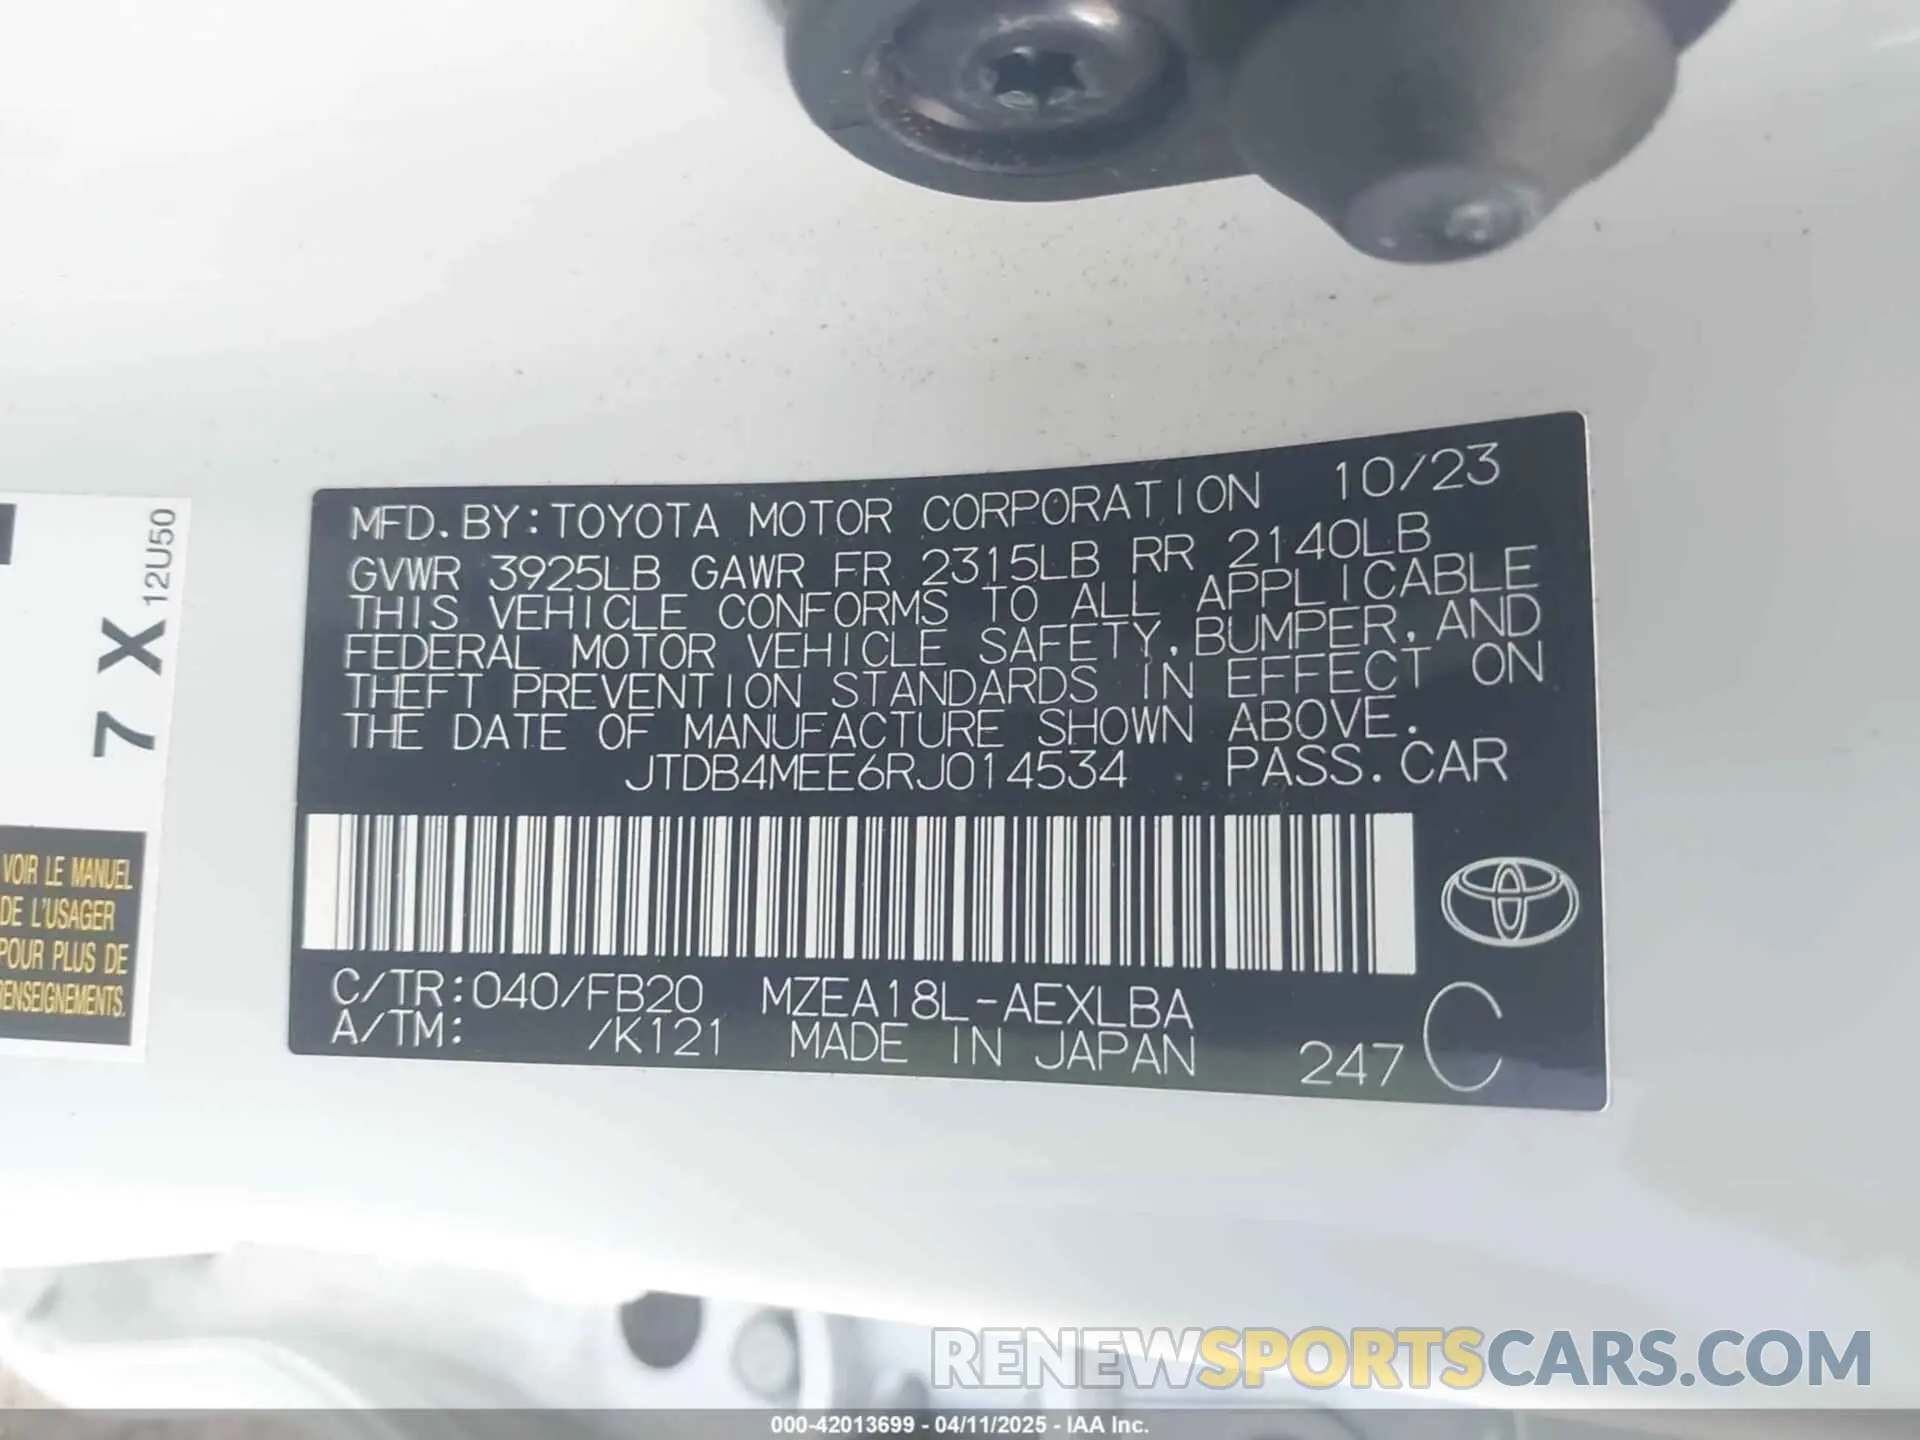 MFD.BY:TOYOTA MOTOR CORPORATION 10/23
GVWR 3925LB GAWR FR 2315LB RR 2140LB
THIS VEHICLE CONFORMS TO ALL APPLICABLE
FEDERAL MOTOR VEHICLE SAFETY, BUMPER, AND
THEFT PREVENTION STANDARDS IN EFFECT ON
THE DATE OF MANUFACTURE SHOWN ABOVE.
JTDB4MEE6RJ014534 PASS.CAR
C/TR:040/FB20 MZEA18L-AEXLBA
A/TM: /K121 MADE IN JAPAN 247 C
7 X 12U50
VOIR LE MANUEL
DE L'USAGER
POUR PLUS DE
RENSEIGNEMENTS.
RENEWSPORTSCARS.COM
000-42013699 - 04/11/2025 - IAA Inc.